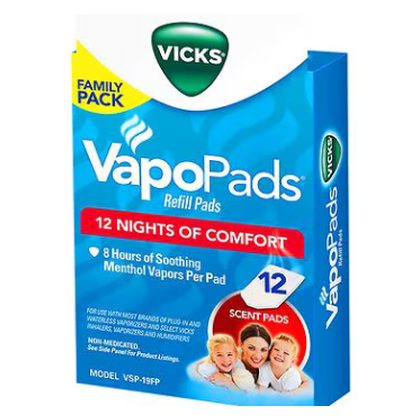 VICKS
FAMILY
PACK
VapoPads®
Refill Pads
12 NIGHTS OF COMFORT
8 Hours of Soothing
Menthol Vapors Per Pad
12
SCENT PADS
FOR USE WITH MOST BRANDS OF PLUG-IN AND
WATERLESS VAPORIZERS AND SELECT VICKS
INHALERS, VAPORIZERS AND HUMIDIFIERS
NON-MEDICATED.
See Side Panel For Product Listings.
MODEL VSP-19FP
VICKS
VapoPads
Refill Pads